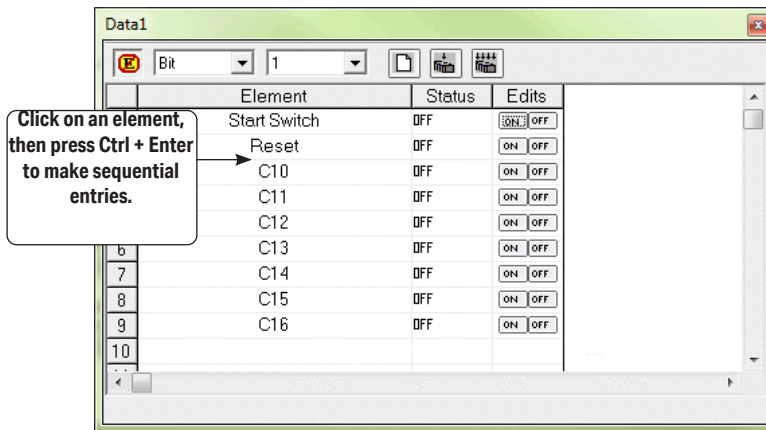 Data1
E Bit 1
Element Status Edits
Start Switch OFF ON OFF
Reset OFF ON OFF
C10 OFF ON OFF
C11 OFF ON OFF
C12 OFF ON OFF
6 C13 OFF ON OFF
7 C14 OFF ON OFF
8 C15 OFF ON OFF
9 C16 OFF ON OFF
10
Click on an element,
then press Ctrl + Enter
to make sequential
entries.